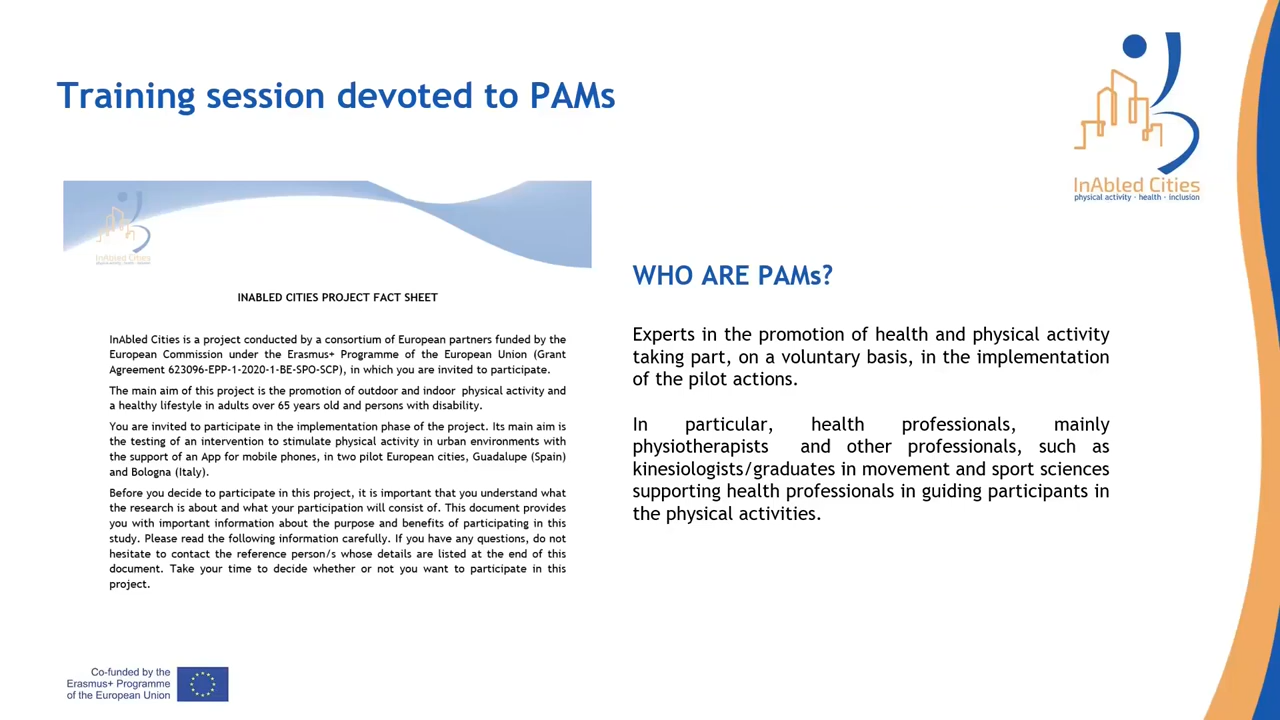 Training session devoted to PAMs
InAbled Cities
physical activity - health - inclusion
InAbled Cities
INABLED CITIES PROJECT FACT SHEET
InAbled Cities is a project conducted by a consortium of European partners funded by the
European Commission under the Erasmus+ Programme of the European Union (Grant
Agreement 623096-EPP-1-2020-1-BE-SPO-SCP), in which you are invited to participate.
The main aim of this project is the promotion of outdoor and indoor physical activity and
a healthy lifestyle in adults over 65 years old and persons with disability.
You are invited to participate in the implementation phase of the project. Its main aim is
the testing of an intervention to stimulate physical activity in urban environments with
the support of an App for mobile phones, in two pilot European cities, Guadalupe (Spain)
and Bologna (Italy).
Before you decide to participate in this project, it is important that you understand what
the research is about and what your participation will consist of. This document provides
you with important information about the purpose and benefits of participating in this
study. Please read the following information carefully. If you have any questions, do not
hesitate to contact the reference person/s whose details are listed at the end of this
document. Take your time to decide whether or not you want to participate in this
project.
WHO ARE PAMs?
Experts in the promotion of health and physical activity
taking part, on a voluntary basis, in the implementation
of the pilot actions.
In particular, health professionals, mainly
physiotherapists and other professionals, such as
kinesiologists/graduates in movement and sport sciences
supporting health professionals in guiding participants in
the physical activities.
Co-funded by the
Erasmus+ Programme
of the European Union